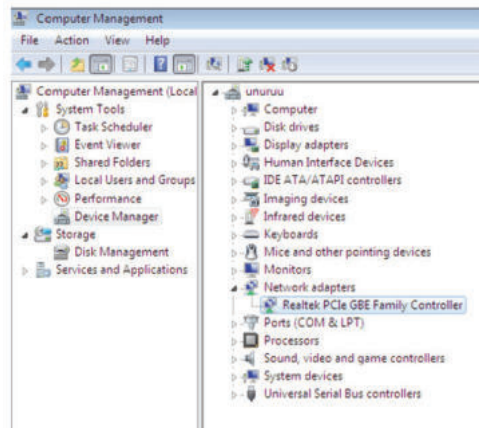 Computer Management
File Action View Help
Computer Management (Local
System Tools
Task Scheduler
Event Viewer
Shared Folders
Local Users and Groups
Performance
Device Manager
Storage
Disk Management
Services and Applications
unuruu
Computer
Disk drives
Display adapters
Human Interface Devices
IDE ATA/ATAPI controllers
Imaging devices
Infrared devices
Keyboards
Mice and other pointing devices
Monitors
Network adapters
Realtek PCIe GBE Family Controller
Ports (COM & LPT)
Processors
Sound, video and game controllers
System devices
Universal Serial Bus controllers